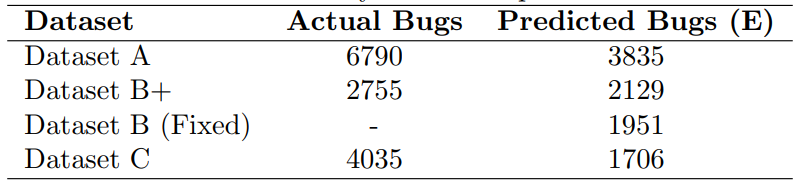 Dataset Actual Bugs Predicted Bugs (E)
Dataset A 6790 3835
Dataset B+ 2755 2129
Dataset B (Fixed) - 1951
Dataset C 4035 1706